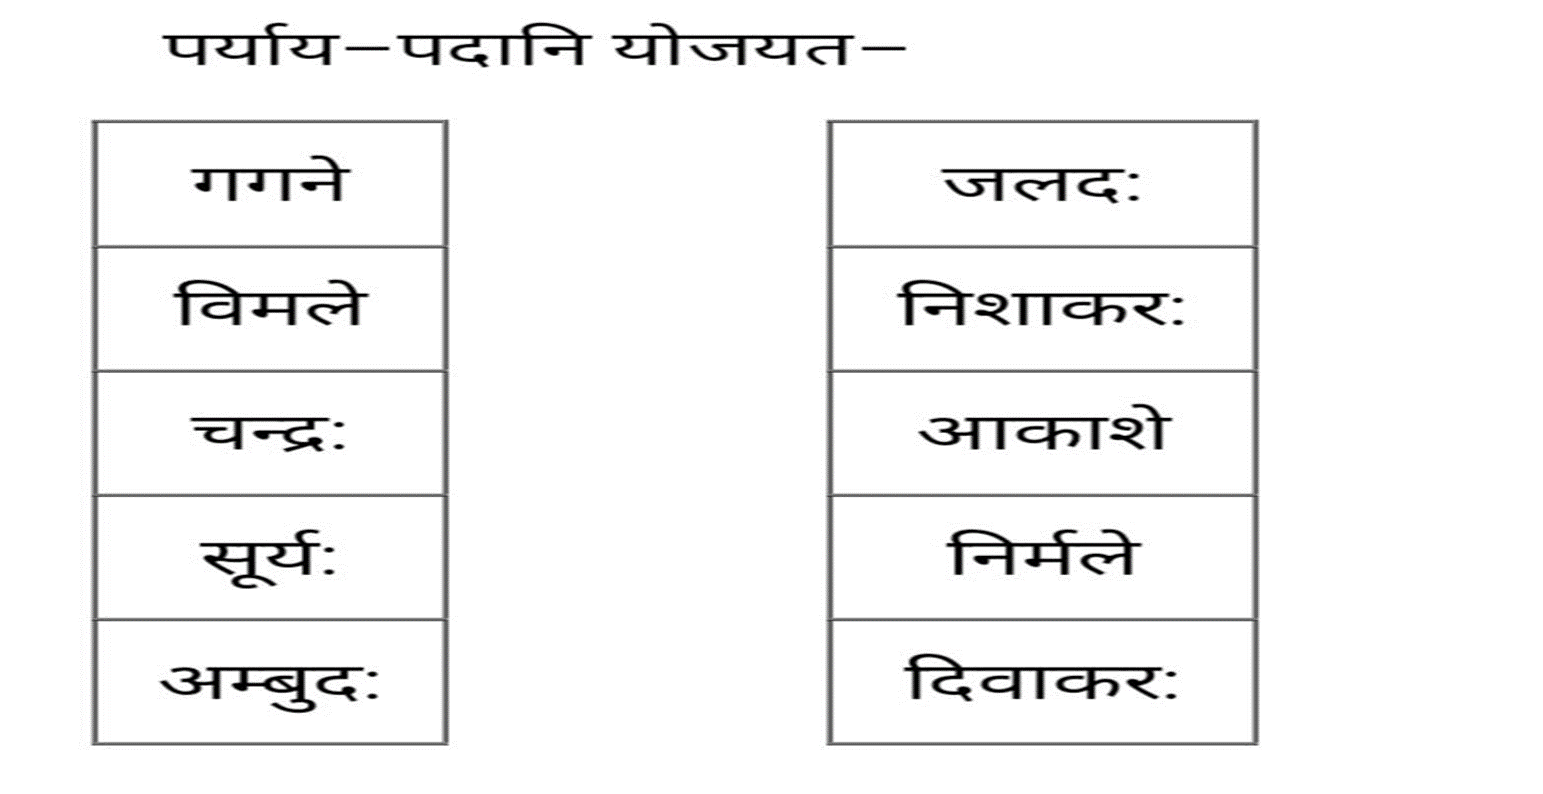 पर्याय–पदानि योजयत–
गगने जलद:
विमले निशाकर:
चन्द्र: आकाशे
सूर्य: निर्मले
अम्बुद: दिवाकर: